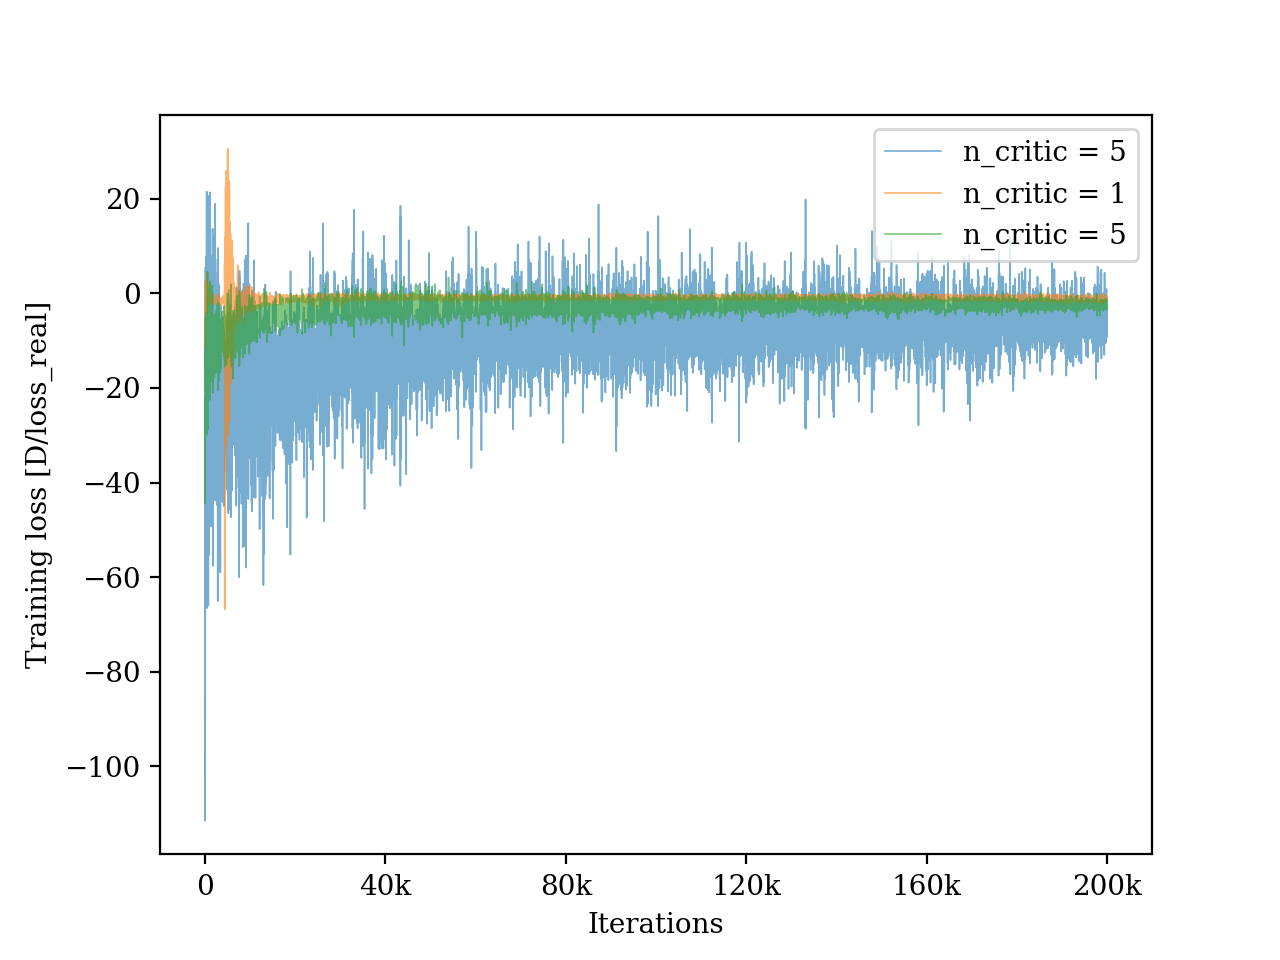 n_critic = 5
n_critic = 1
n_critic = 5
20
0
−20
−40
−60
−80
−100
Training loss [D/loss_real]
0 40k 80k 120k 160k 200k
Iterations